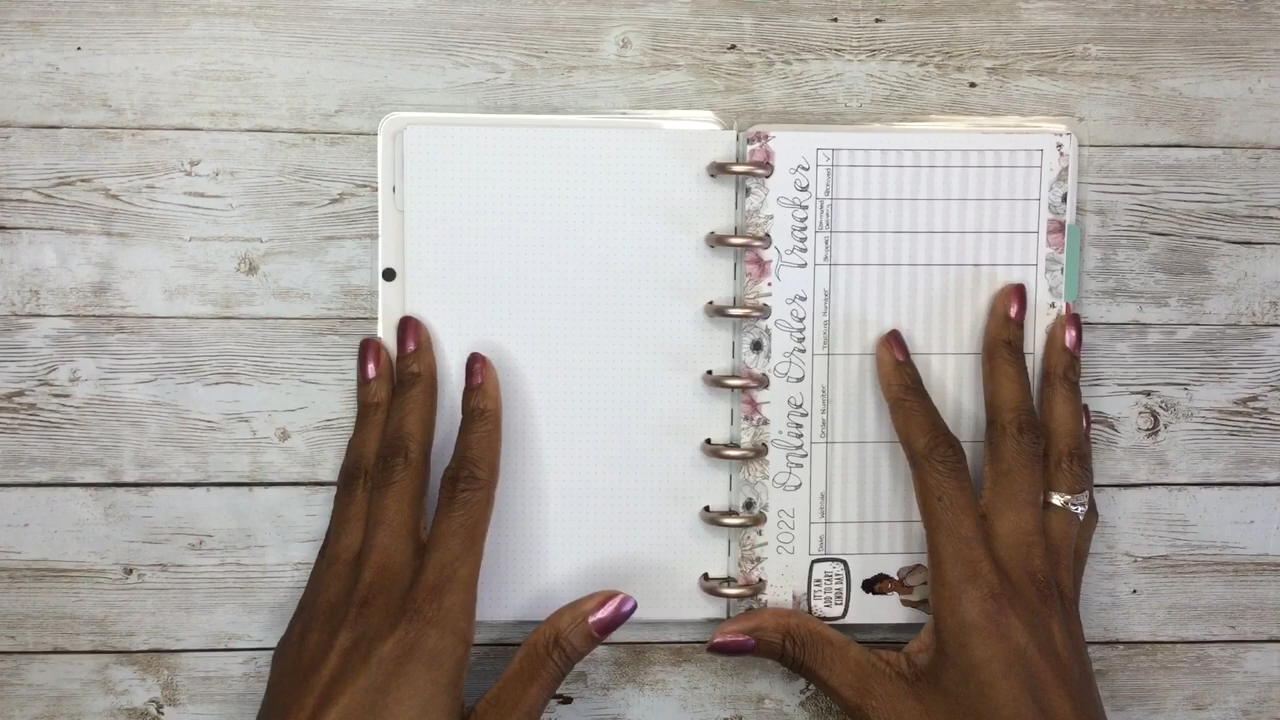 2022 Online Order Tracker
Date
Website
Order Number
Tracking Number
Shipped
Estimated
Delivery
Received
✓
IT'S AN
ADD TO CART
KINDA DAY